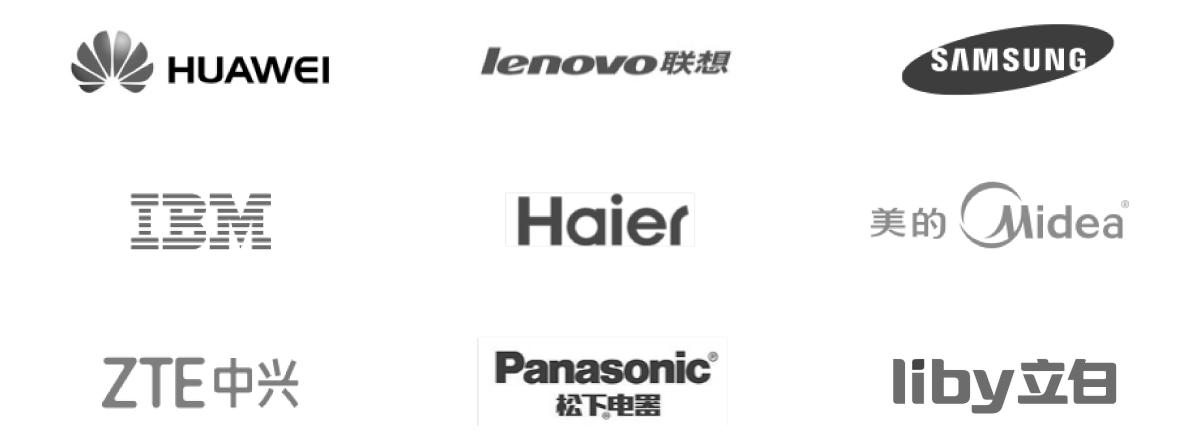 HUAWEI
lenovo联想
SAMSUNG
IBM
Haier
美的 Midea®
ZTE中兴
Panasonic®
松下电器®
liby立白